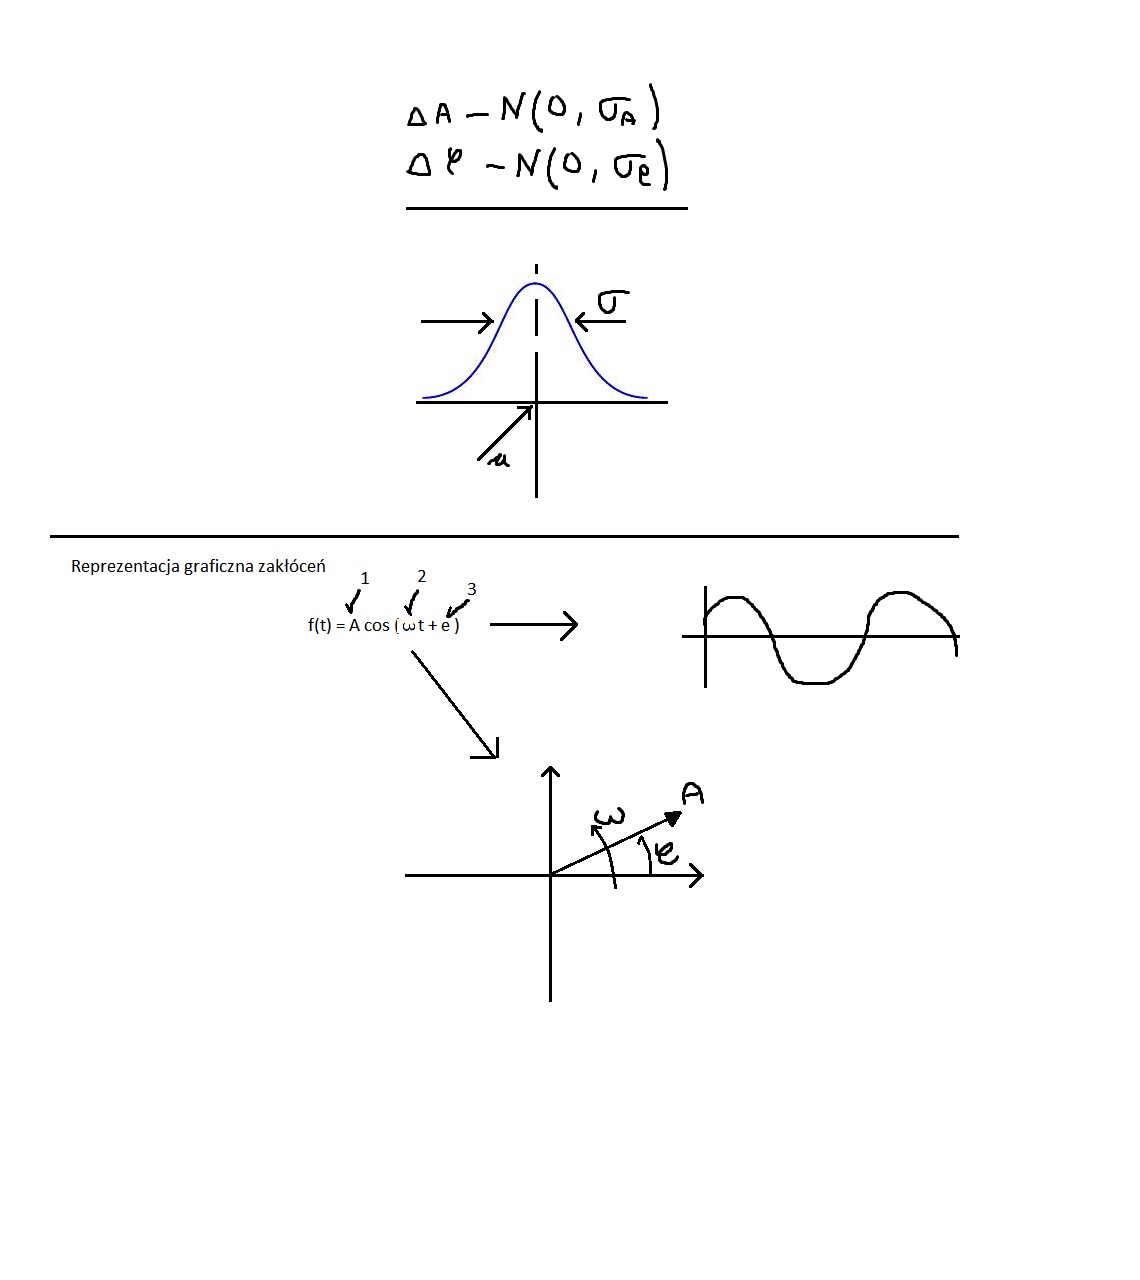 ΔA – N(0, σA)
Δφ – N(0, σφ)
σ
μ
Reprezentacja graficzna zakłóceń
1 2 3
f(t) = A cos ( ωt + e )
A
ω
φ